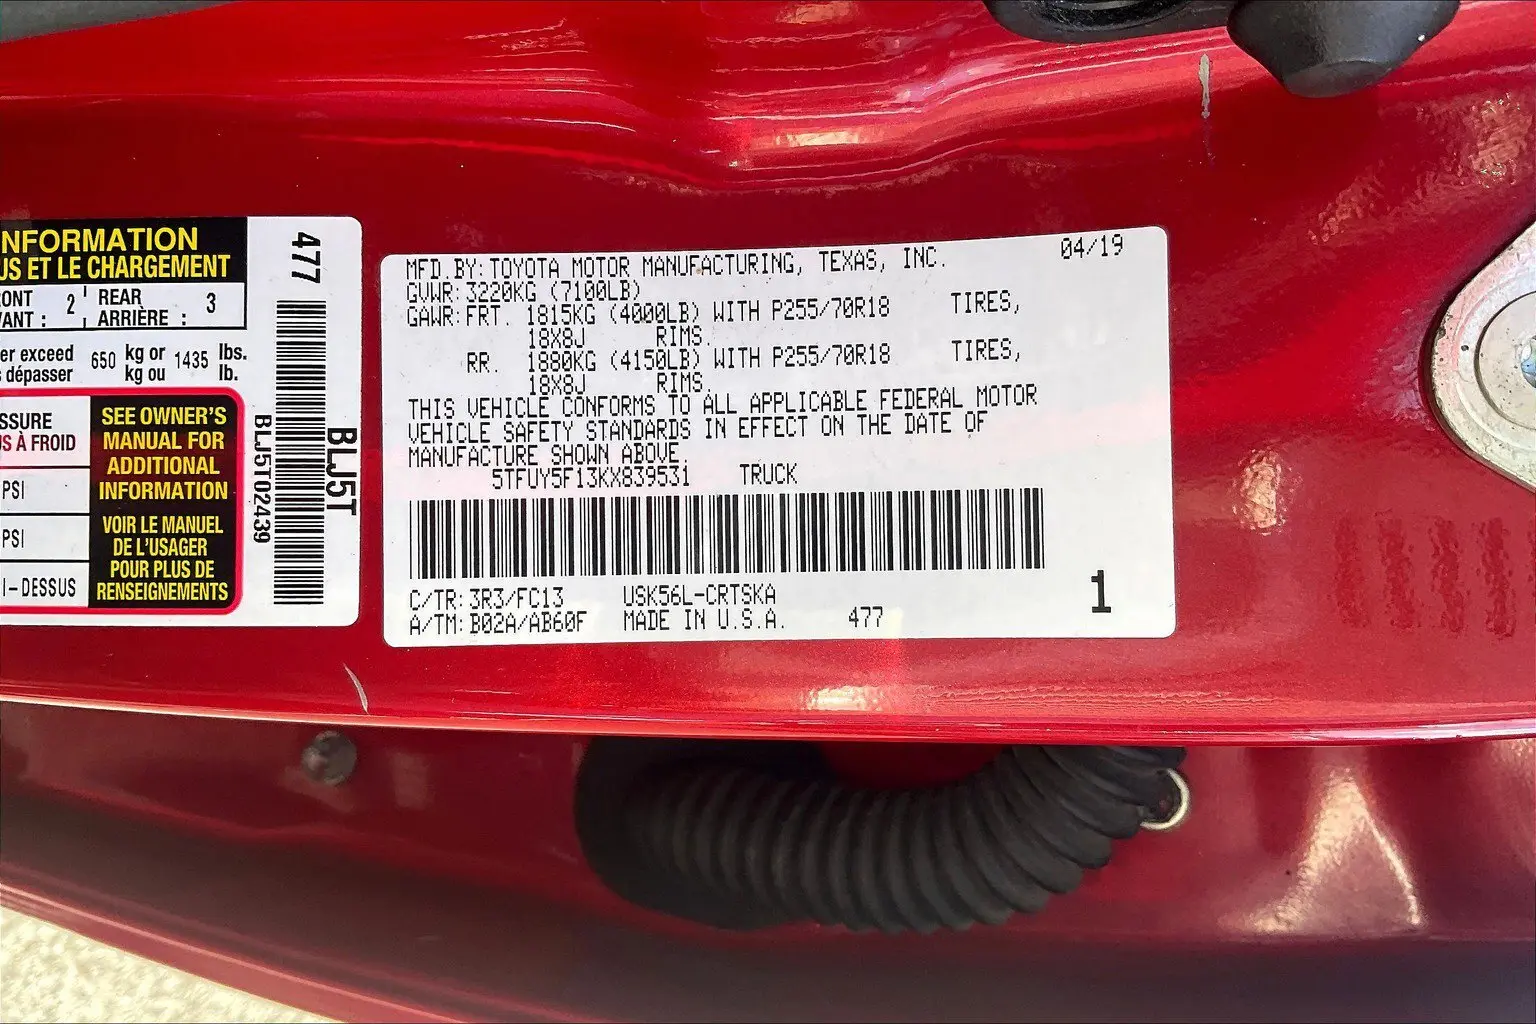 NFORMATION
US ET LE CHARGEMENT
ONT 2 REAR 3
VANT : ARRIÈRE :
er exceed 650 kg or 1435 lbs.
s dépasser kg ou lb.
SSURE
S À FROID
PSI
PSI
I-DESSUS
SEE OWNER'S
MANUAL FOR
ADDITIONAL
INFORMATION
VOIR LE MANUEL
DE L'USAGER
POUR PLUS DE
RENSEIGNEMENTS
477
BLJ5T
BLJ5T02439
MFD.BY:TOYOTA MOTOR MANUFACTURING, TEXAS, INC. 04/19
GVWR:3220KG (7100LB)
GAWR:FRT. 1815KG (4000LB) WITH P255/70R18 TIRES,
18X8J RIMS.
RR. 1880KG (4150LB) WITH P255/70R18 TIRES,
18X8J RIMS.
THIS VEHICLE CONFORMS TO ALL APPLICABLE FEDERAL MOTOR
VEHICLE SAFETY STANDARDS IN EFFECT ON THE DATE OF
MANUFACTURE SHOWN ABOVE
5TFUY5F13KX839531 TRUCK
C/TR:3R3/FC13 USK56L-CRTSKA
A/TM:B02A/AB60F MADE IN U.S.A. 477
1